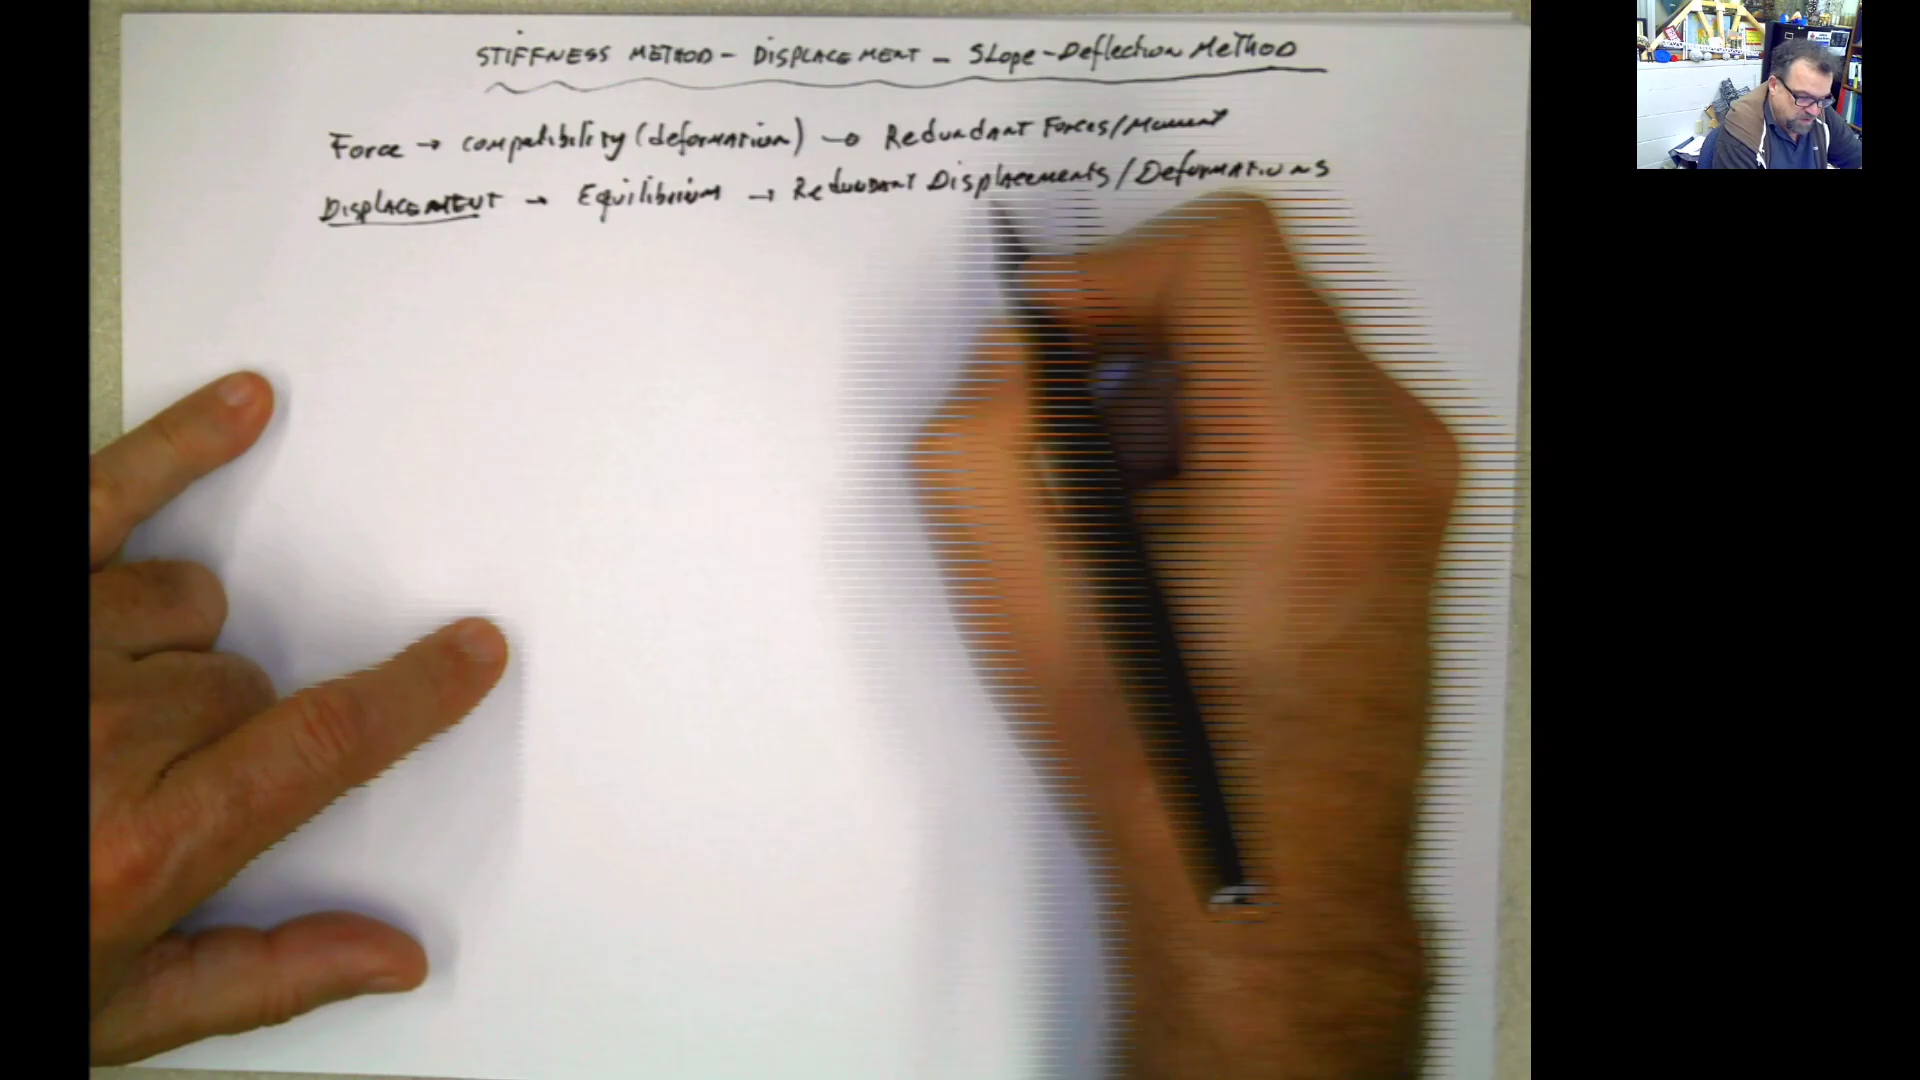 STIFFNESS METHOD - DISPLACEMENT - SLope-Deflection MeTHOD
Force → compatibility (deformation) → RedundanT Forces/Moment
DISPLACEMENT → Equilibrium → RedundanT Displacements/Deformations